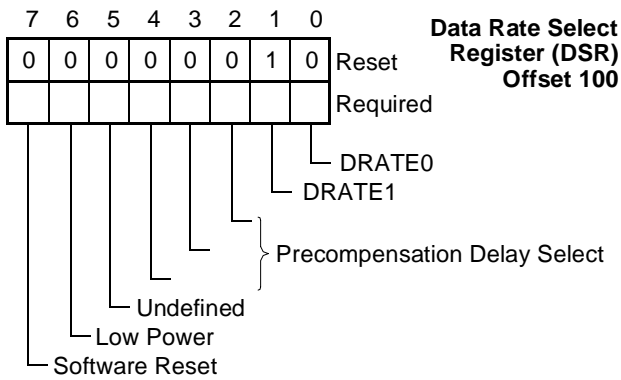 7 6 5 4 3 2 1 0
Data Rate Select
Register (DSR)
Offset 100
0 0 0 0 0 0 1 0 Reset
Required
DRATE0
DRATE1
Precompensation Delay Select
Undefined
Low Power
Software Reset